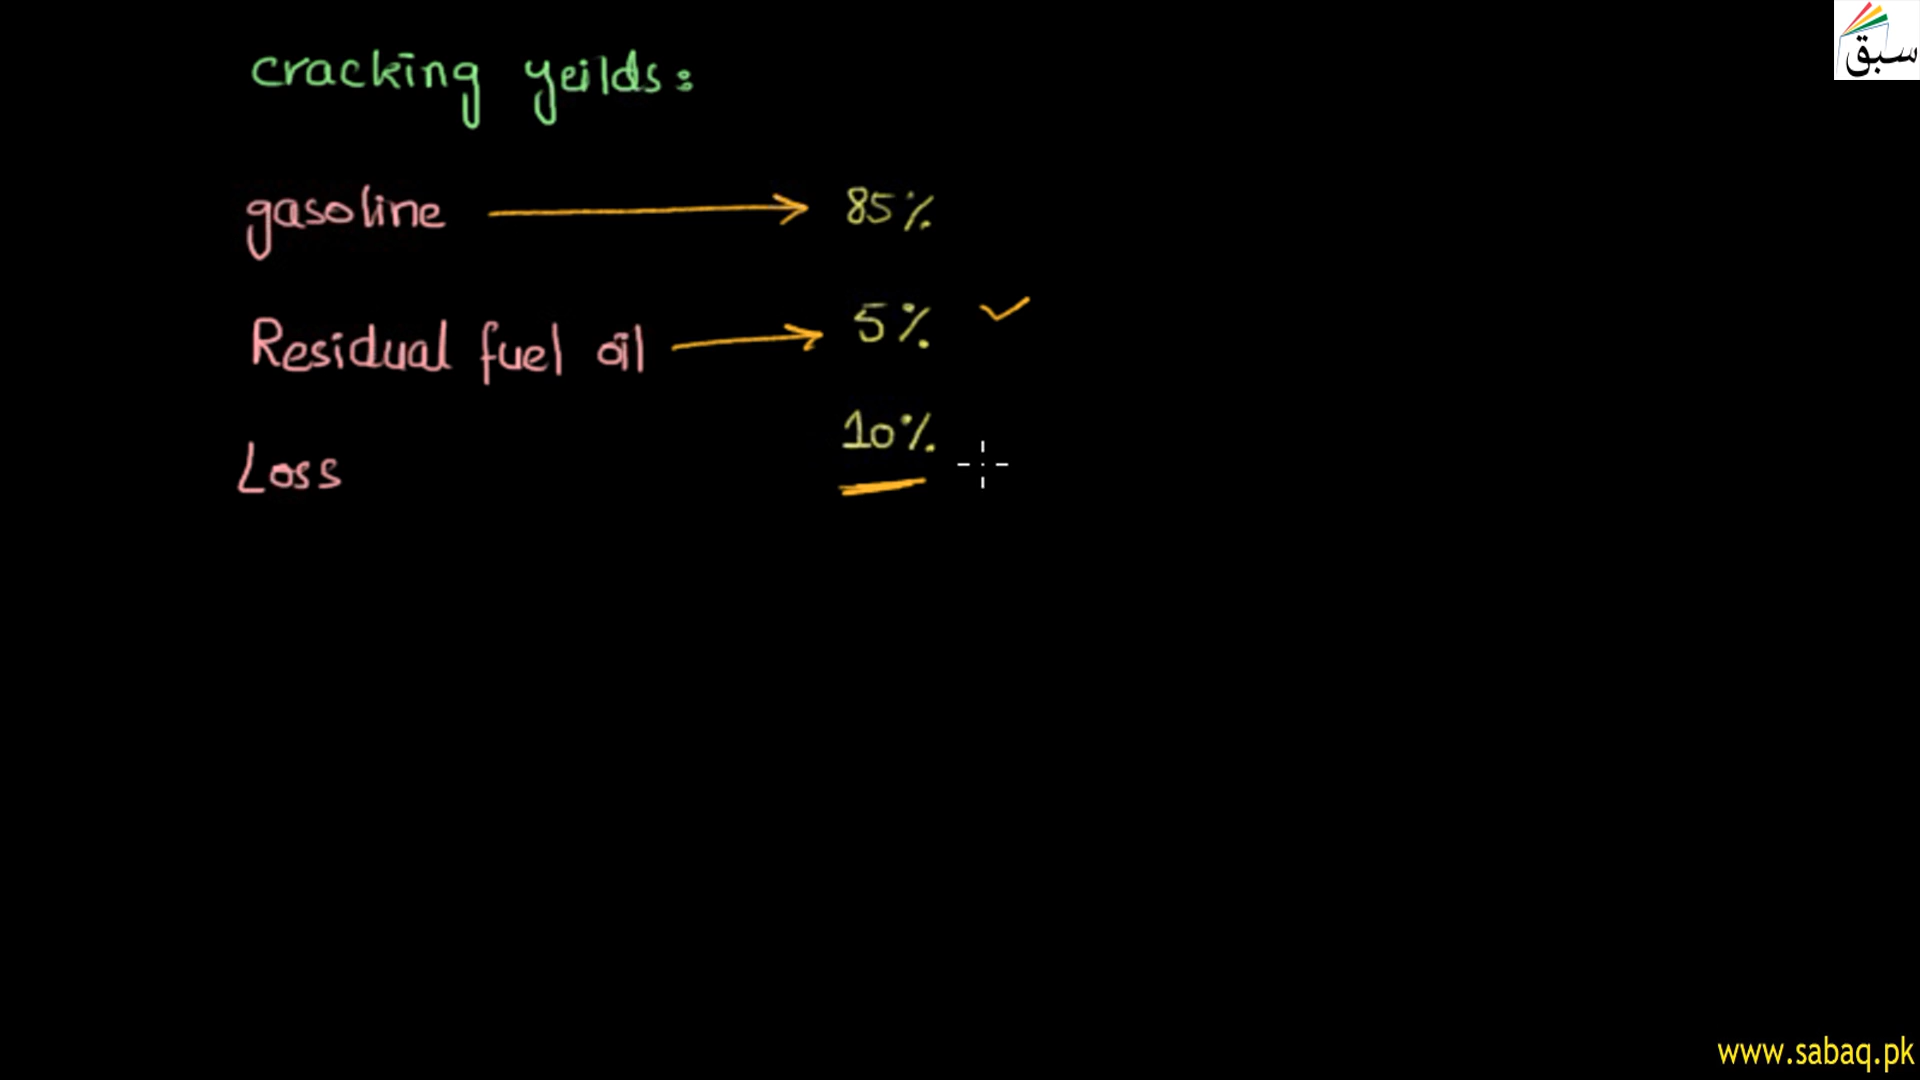 سبق
cracking yeilds:
gasoline → 85%
Residual fuel oil → 5% ✓
Loss 10%
www.sabaq.pk